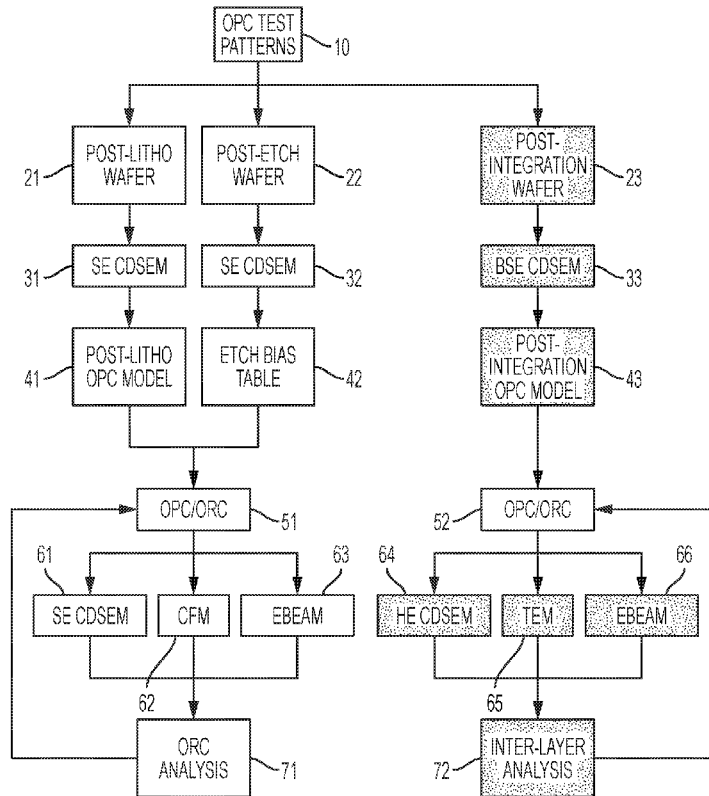 OPC TEST
PATTERNS
10
POST-LITHO
WAFER
21
POST-ETCH
WAFER
22
POST-
INTEGRATION
WAFER
23
SE CDSEM
31
SE CDSEM
32
BSE CDSEM
33
POST-LITHO
OPC MODEL
41
ETCH BIAS
TABLE
42
POST-
INTEGRATION
OPC MODEL
43
OPC/ORC
51
OPC/ORC
52
61
63
64
66
SE CDSEM
CFM
EBEAM
HE CDSEM
TEM
EBEAM
62
65
ORC
ANALYSIS
71
INTER-LAYER
ANALYSIS
72